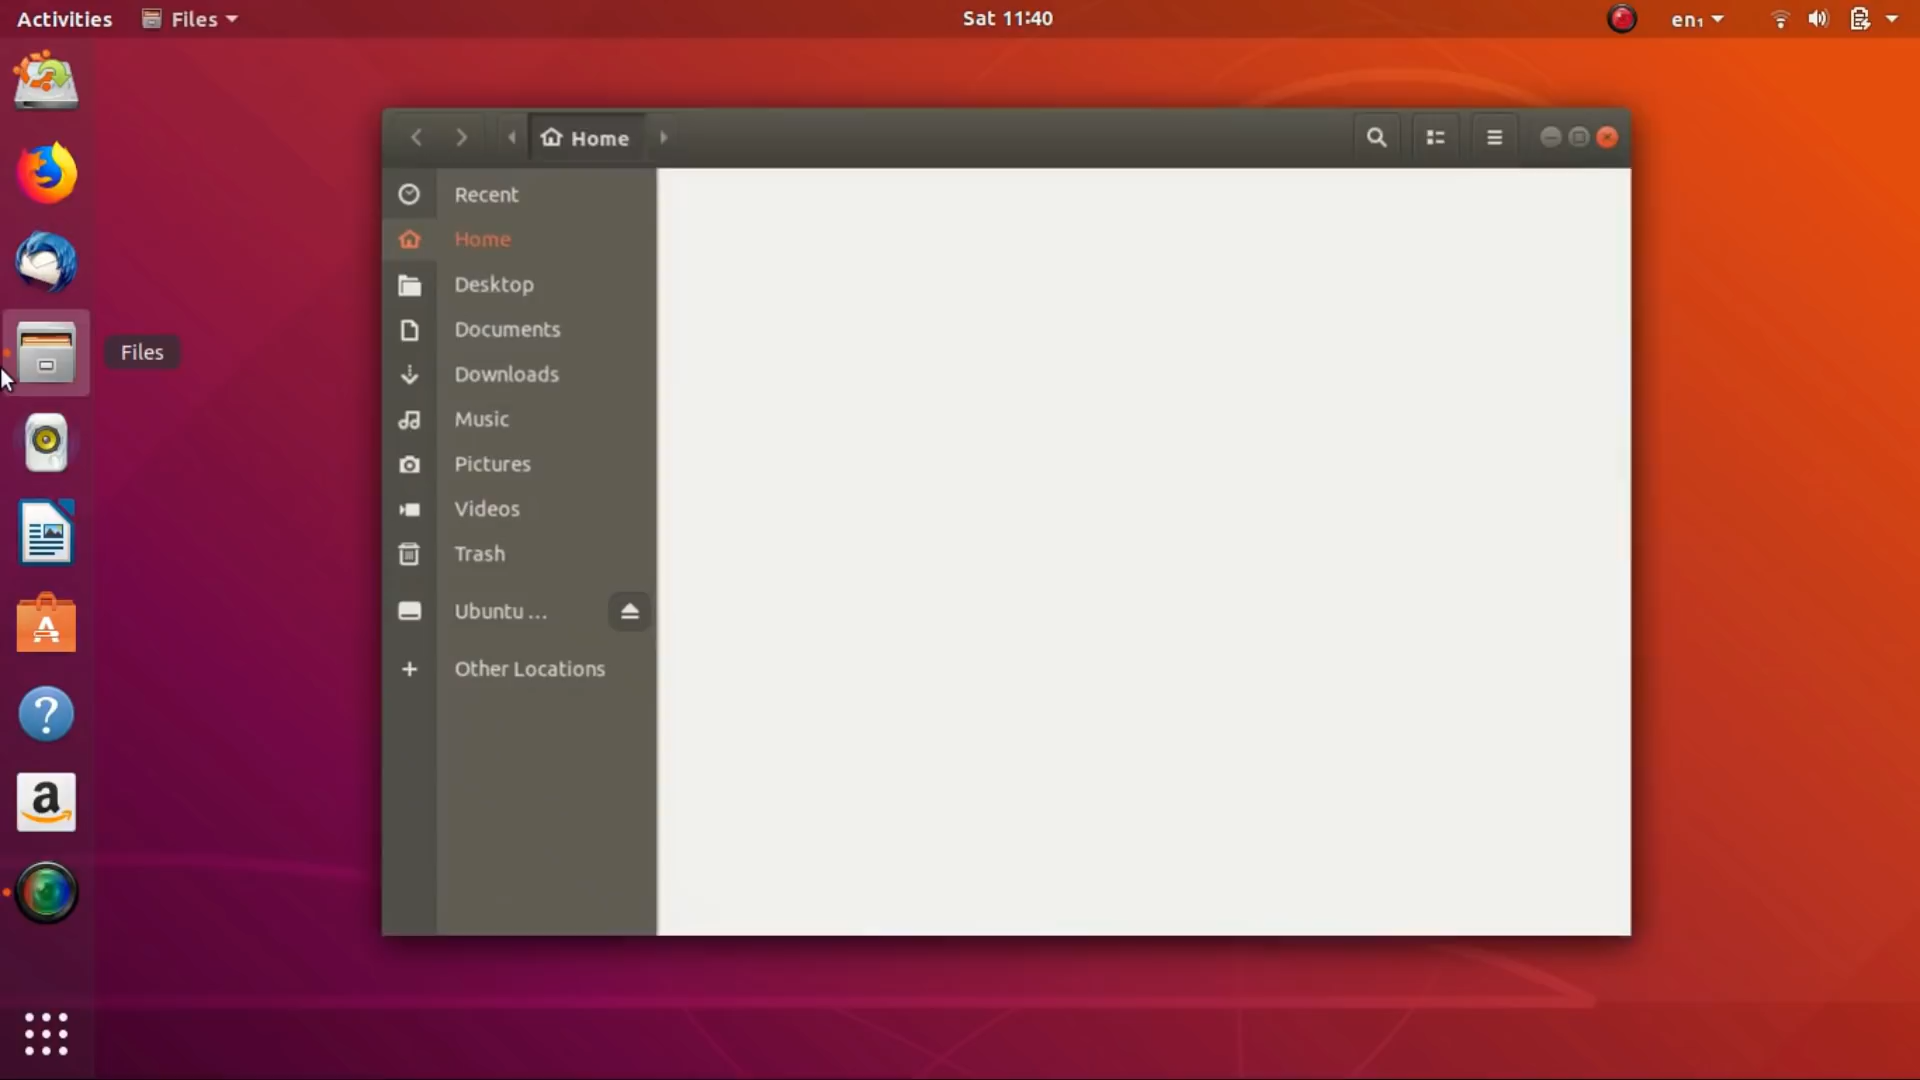 Activities
Files
Sat 11:40
en₁
Home
Recent
Home
Desktop
Documents
Downloads
Music
Pictures
Videos
Trash
Ubuntu ...
Other Locations
Files